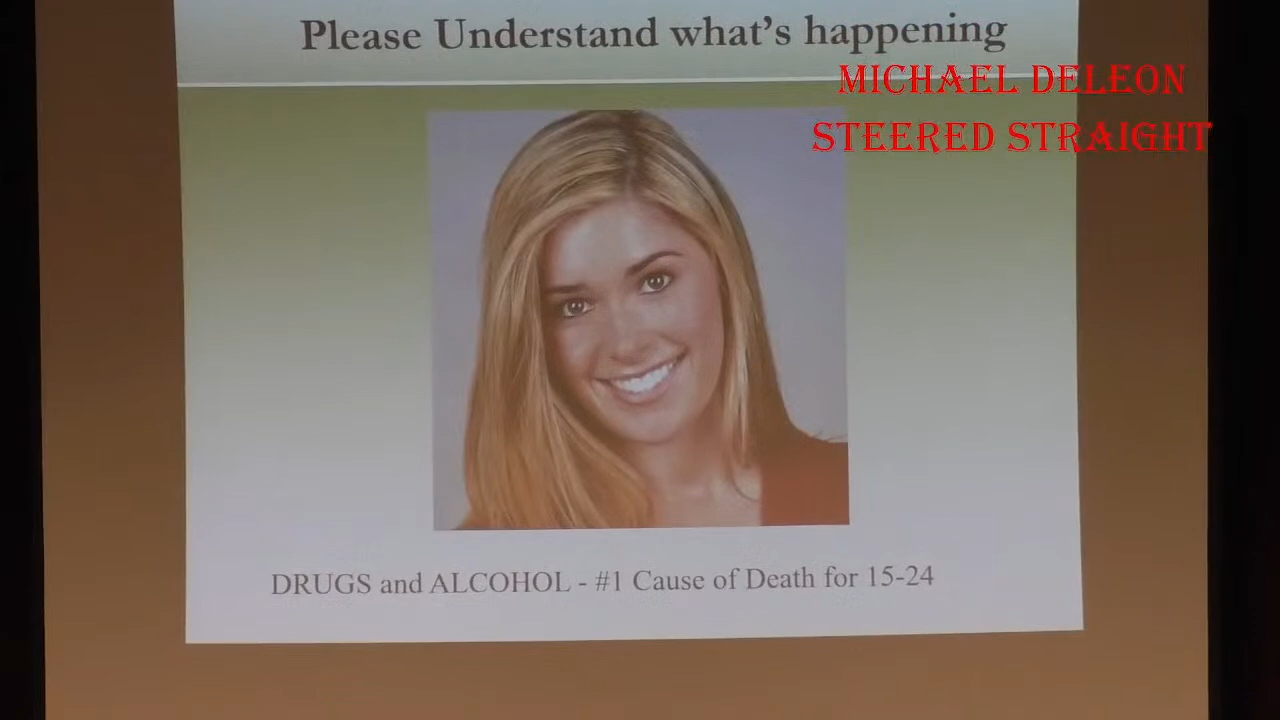 Please Understand what's happening
MICHAEL DELEON
STEERED STRAIGHT
DRUGS and ALCOHOL - #1 Cause of Death for 15-24